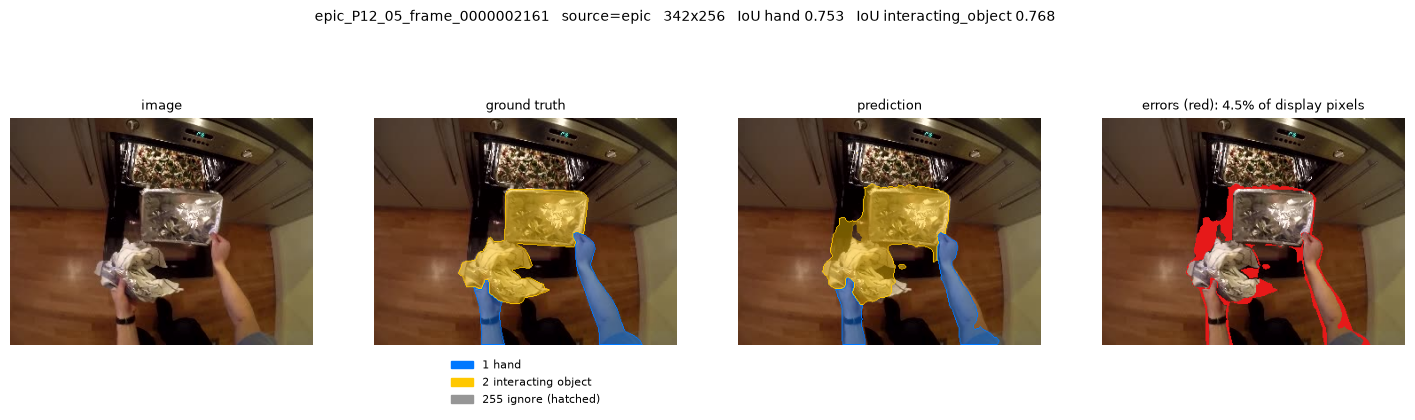 epic_P12_05_frame_0000002161   source=epic   342x256   IoU hand 0.753   IoU interacting_object 0.768
image
ground truth
prediction
errors (red): 4.5% of display pixels
1 hand
2 interacting object
255 ignore (hatched)